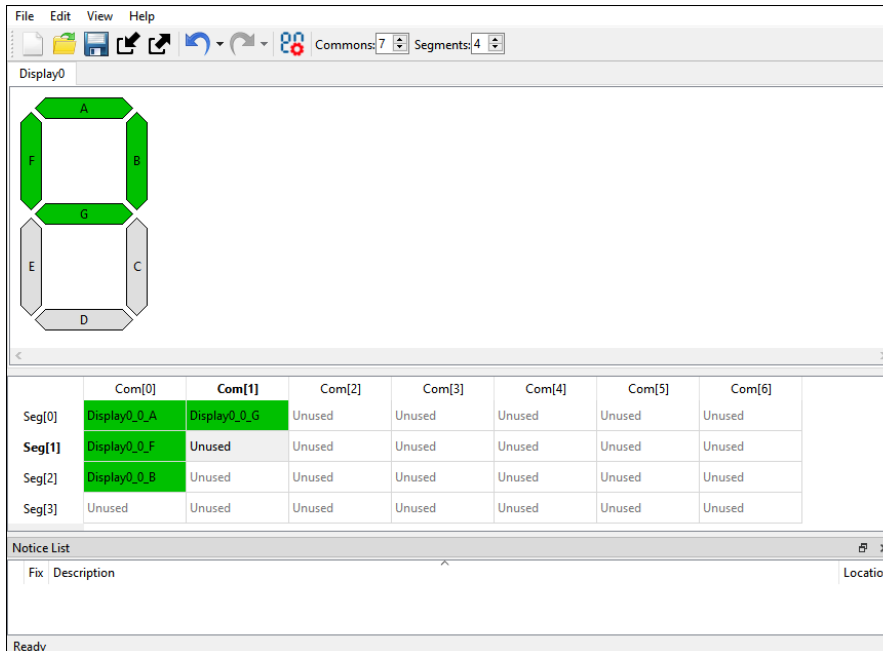 File Edit View Help
Commons: 7 Segments: 4
Display0
A
F B
G
E C
D
Com[0] Com[1] Com[2] Com[3] Com[4] Com[5] Com[6]
Seg[0] Display0_0_A Display0_0_G Unused Unused Unused Unused Unused
Seg[1] Display0_0_F Unused Unused Unused Unused Unused Unused
Seg[2] Display0_0_B Unused Unused Unused Unused Unused Unused
Seg[3] Unused Unused Unused Unused Unused Unused Unused
Notice List
Fix Description Locatio
Ready